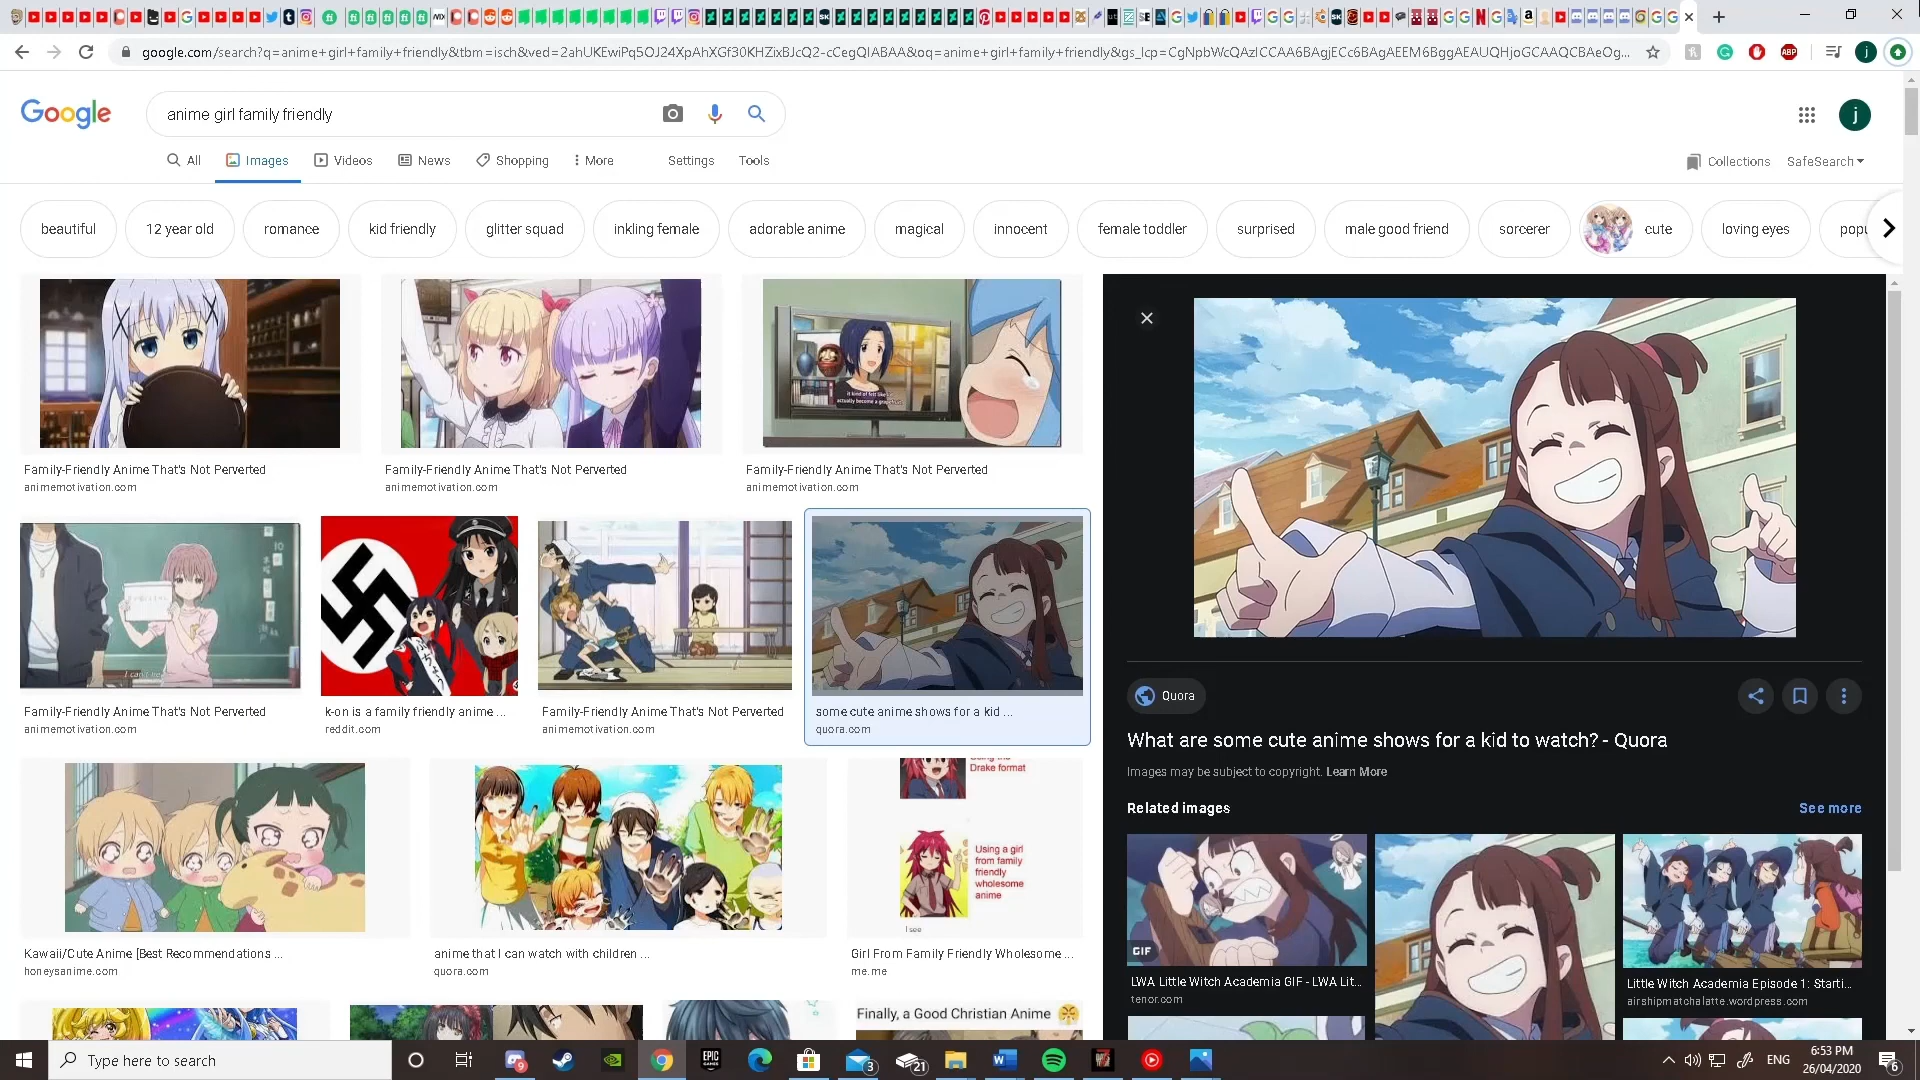 google.com/search?q=anime+girl+family+friendly&tbm=isch&ved=2ahUKEwiPq5OJ24XpAhXGf30KHZixBJcQ2-cCegQIABAA&oq=anime+girl+family+friendly&gs_lcp=CgNpbWcQAzICCAA6BAgjECc6BAgAEEM6BggAEAUQHjoGCAAQCBAeOg...
ABP
j
Google
anime girl family friendly
j
All
Images
Videos
News
Shopping
More
Settings
Tools
Collections
SafeSearch
beautiful
12 year old
romance
kid friendly
glitter squad
inkling female
adorable anime
magical
innocent
female toddler
surprised
male good friend
sorcerer
cute
loving eyes
popu
Family-Friendly Anime That's Not Perverted
animemotivation.com
Family-Friendly Anime That's Not Perverted
animemotivation.com
Family-Friendly Anime That's Not Perverted
animemotivation.com
Family-Friendly Anime That's Not Perverted
animemotivation.com
k-on is a family friendly anime ...
reddit.com
Family-Friendly Anime That's Not Perverted
animemotivation.com
some cute anime shows for a kid ...
quora.com
Quora
What are some cute anime shows for a kid to watch? - Quora
Images may be subject to copyright. Learn More
Related images
See more
Drake format
Using a girl
from family
friendly
wholesome
anime
I see
Kawaii/Cute Anime [Best Recommendations ...
honeysanime.com
anime that I can watch with children ...
quora.com
Girl From Family Friendly Wholesome ...
me.me
GIF
LWA Little Witch Academia GIF - LWA Lit...
tenor.com
Little Witch Academia Episode 1: Starti...
airshipmatchalatte.wordpress.com
Finally, a Good Christian Anime
Type here to search
9
EPIC
GAMES
3
21
W
ENG
6:53 PM
26/04/2020
6